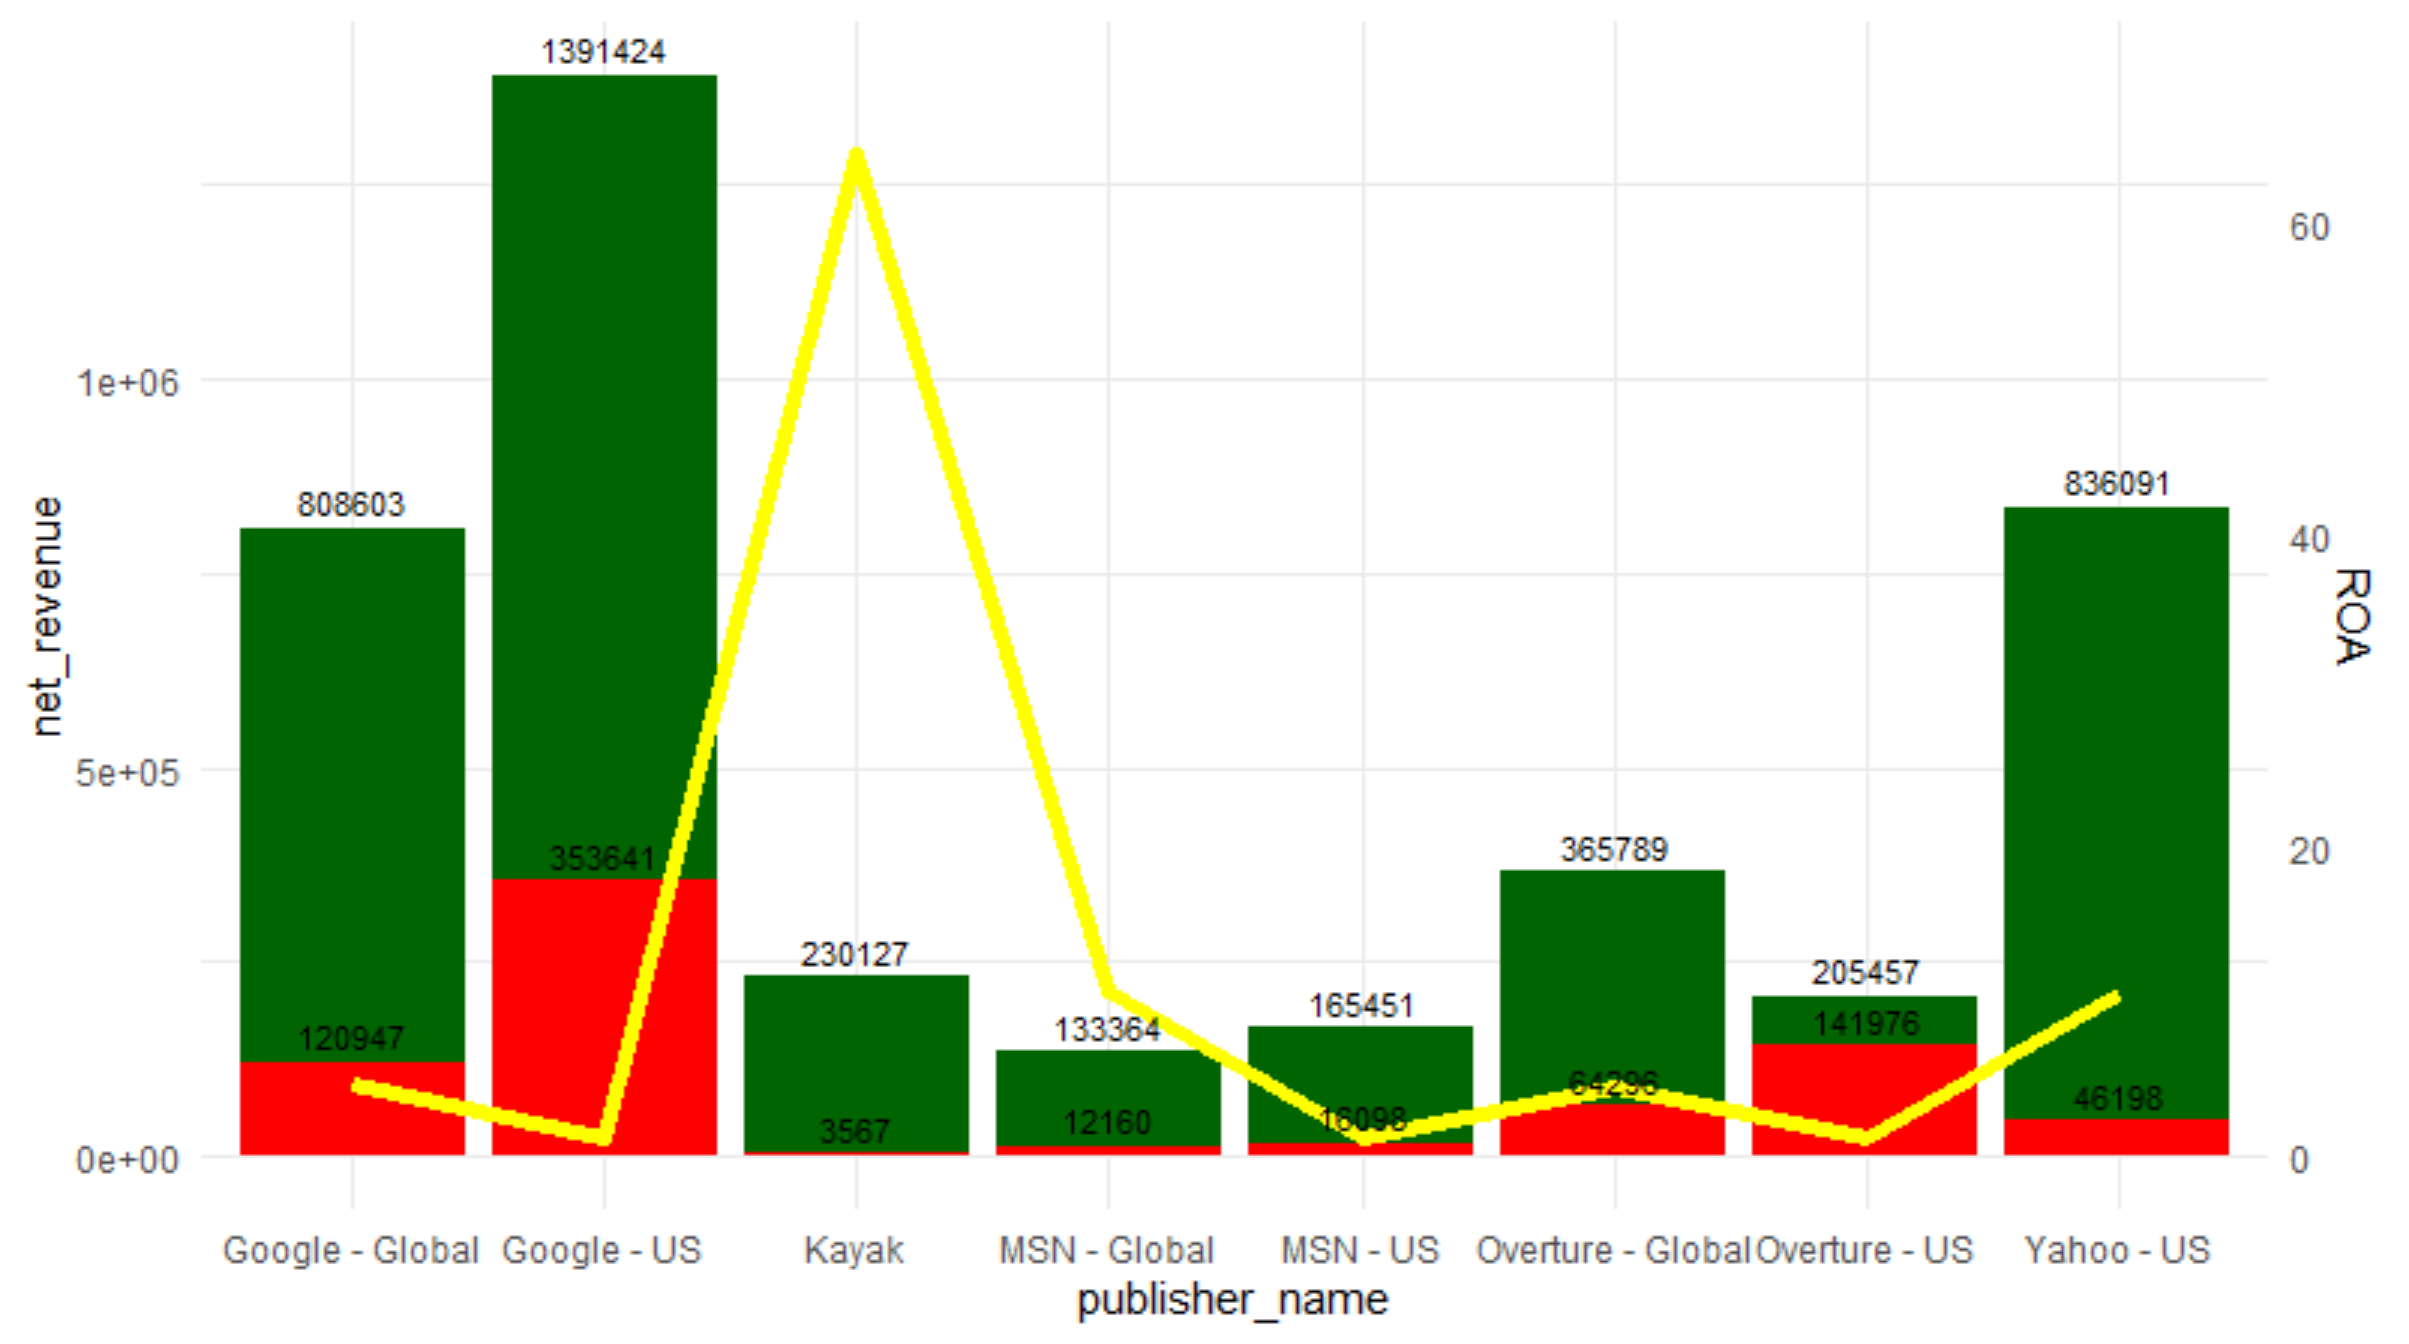 1391424
60
1e+06
836091
808603
40
net_revenue
ROA
5e+05
353641
365789
20
230127
205457
165451
133364
141976
120947
64296
46198
16098
12160
3567
0e+00
0
Google - Global Google - US Kayak MSN - Global MSN - US Overture - Global Overture - US Yahoo - US
publisher_name